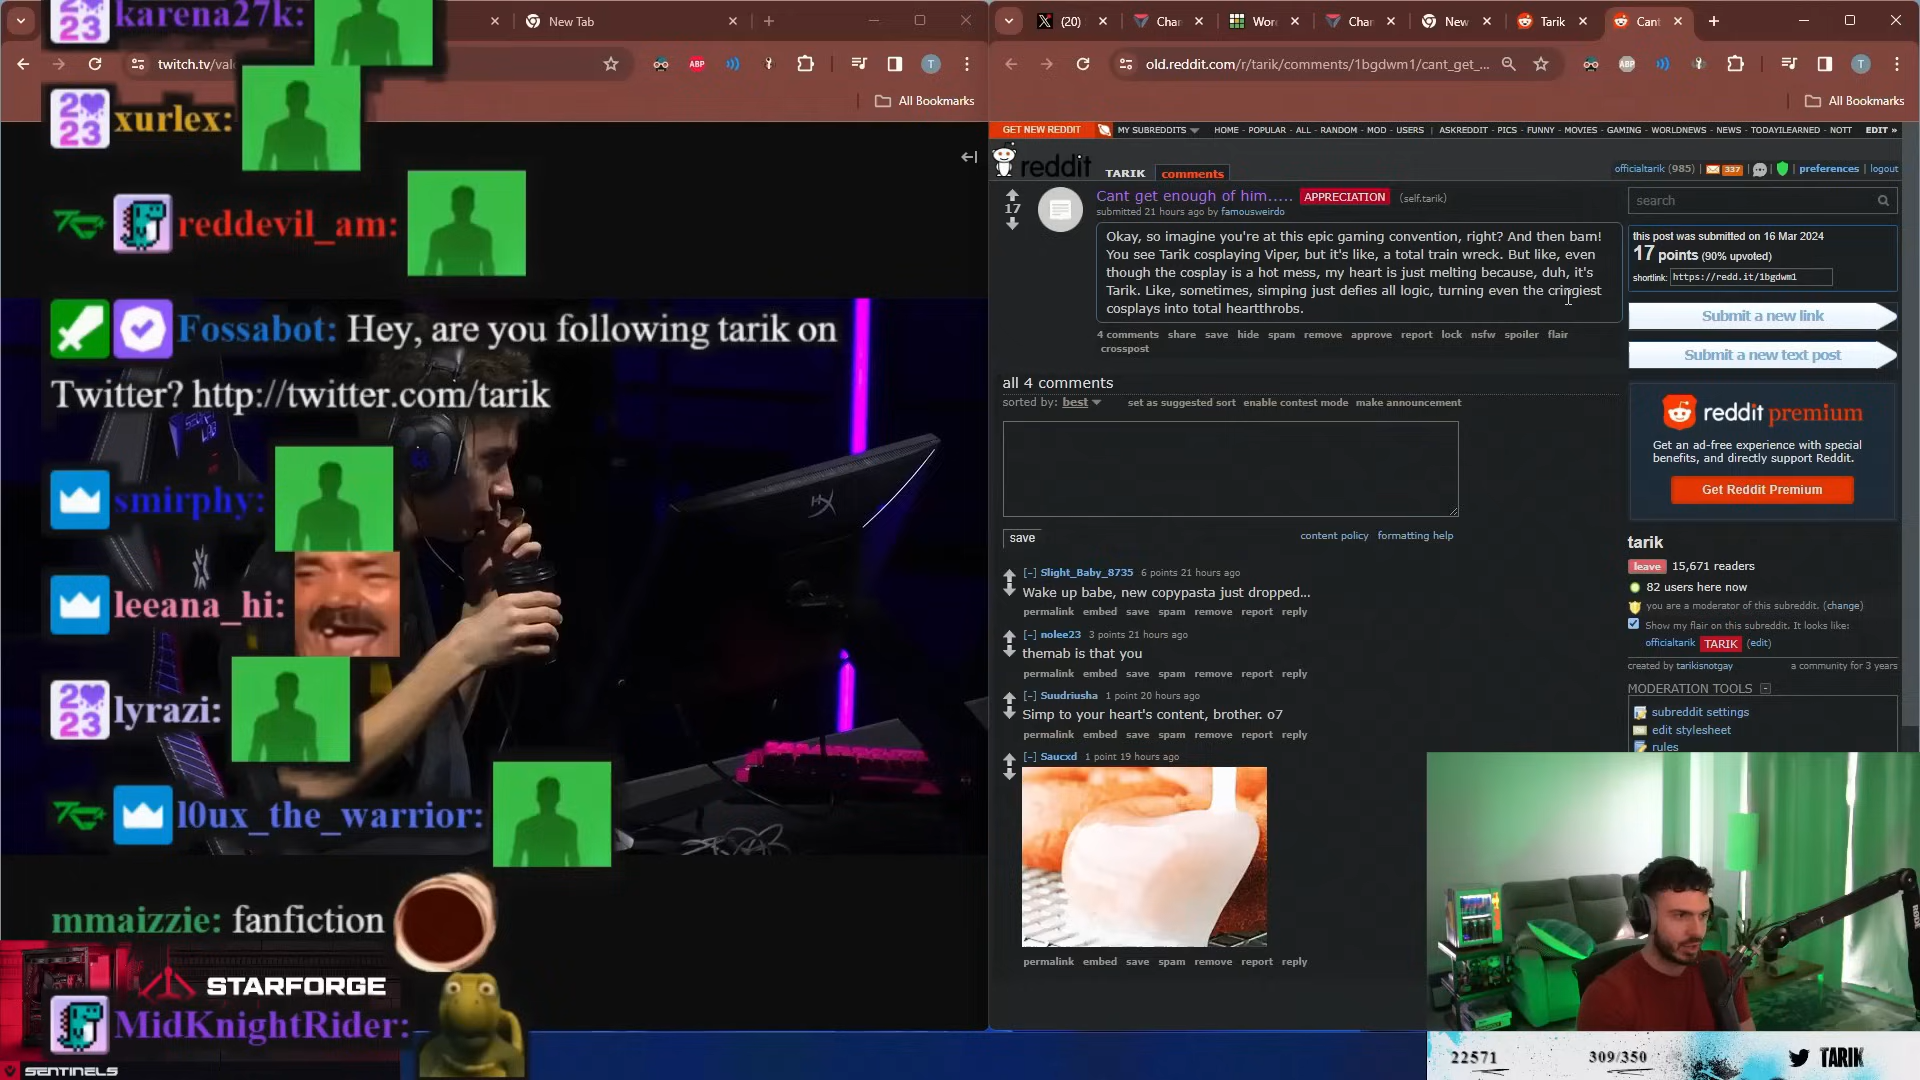 karena27k:
xurlex:
reddevil_am:
Fossabot: Hey, are you following tarik on
Twitter? http://twitter.com/tarik
smirphy:
leeana_hi:
lyrazi:
l0ux_the_warrior:
mmaizzie: fanfiction
STARFORGE
MidKnightRider:
SENTINELS
New Tab
twitch.tv/valo
All Bookmarks
(20)
Chan
Wor
Chan
New
Tarik
Cant
old.reddit.com/r/tarik/comments/1bgdwm1/cant_get_...
All Bookmarks
GET NEW REDDIT MY SUBREDDITS HOME - POPULAR - ALL - RANDOM - MOD - USERS | ASKREDDIT - PICS - FUNNY - MOVIES - GAMING - WORLDNEWS - NEWS - TODAYILEARNED - NOTT EDIT »
reddit TARIK comments
officialtarik (985) | 337 | preferences | logout
17
Cant get enough of him..... APPRECIATION (self.tarik)
submitted 21 hours ago by famousweirdo
Okay, so imagine you're at this epic gaming convention, right? And then bam!
You see Tarik cosplaying Viper, but it's like, a total train wreck. But like, even
though the cosplay is a hot mess, my heart is just melting because, duh, it's
Tarik. Like, sometimes, simping just defies all logic, turning even the cringiest
cosplays into total heartthrobs.
4 comments share save hide spam remove approve report lock nsfw spoiler flair
crosspost
all 4 comments
sorted by: best
set as suggested sort enable contest mode make announcement
save
content policy formatting help
[-] Slight_Baby_8735 6 points 21 hours ago
Wake up babe, new copypasta just dropped...
permalink embed save spam remove report reply
[-] nolee23 3 points 21 hours ago
themab is that you
permalink embed save spam remove report reply
[-] Suudriusha 1 point 20 hours ago
Simp to your heart's content, brother. o7
permalink embed save spam remove report reply
[-] Saucxd 1 point 19 hours ago
permalink embed save spam remove report reply
search
this post was submitted on 16 Mar 2024
17 points (90% upvoted)
shortlink: https://redd.it/1bgdwm1
Submit a new link
Submit a new text post
reddit premium
Get an ad-free experience with special
benefits, and directly support Reddit.
Get Reddit Premium
tarik
leave 15,671 readers
82 users here now
you are a moderator of this subreddit. (change)
Show my flair on this subreddit. It looks like:
officialtarik TARIK (edit)
created by tarikisnotgay a community for 3 years
MODERATION TOOLS
subreddit settings
edit stylesheet
rules
22571
309/350
TARIK